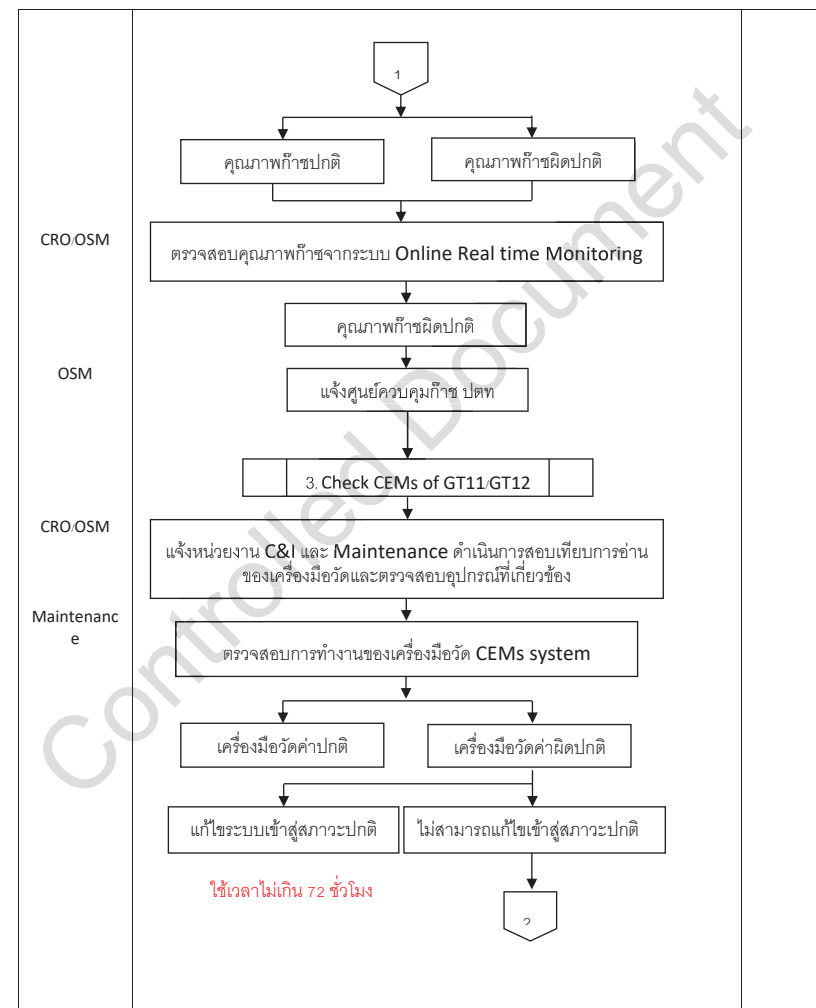 1
คุณภาพก๊าซปกติ
คุณภาพก๊าซผิดปกติ
CRO/OSM
ตรวจสอบคุณภาพก๊าซจากระบบ Online Real time Monitoring
คุณภาพก๊าซผิดปกติ
OSM
แจ้งศูนย์ควบคุมก๊าซ ปตท
3. Check CEMs of GT11/GT12
CRO/OSM
แจ้งหน่วยงาน C&I และ Maintenance ดำเนินการสอบเทียบการอ่าน
ของเครื่องมือวัดและตรวจสอบอุปกรณ์ที่เกี่ยวข้อง
Maintenanc
e
ตรวจสอบการทำงานของเครื่องมือวัด CEMs system
เครื่องมือวัดค่าปกติ
เครื่องมือวัดค่าผิดปกติ
แก้ไขระบบเข้าสู่สภาวะปกติ
ไม่สามารถแก้ไขเข้าสู่สภาวะปกติ
ใช้เวลาไม่เกิน 72 ชั่วโมง
2
Controlled Document